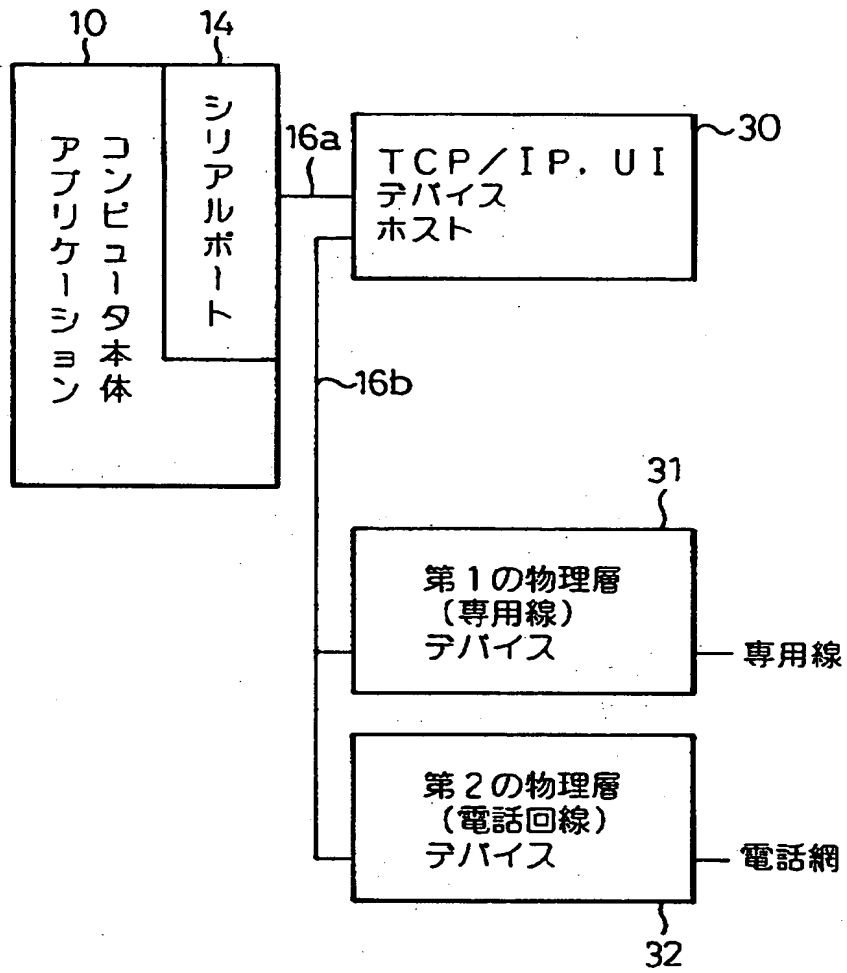 10
14
コンピュータ本体
アプリケーション
シリアルポート
16a
30
TCP/IP. UI
デバイス
ホスト
16b
31
第1の物理層
(専用線)
デバイス
専用線
第2の物理層
(電話回線)
デバイス
電話網
32